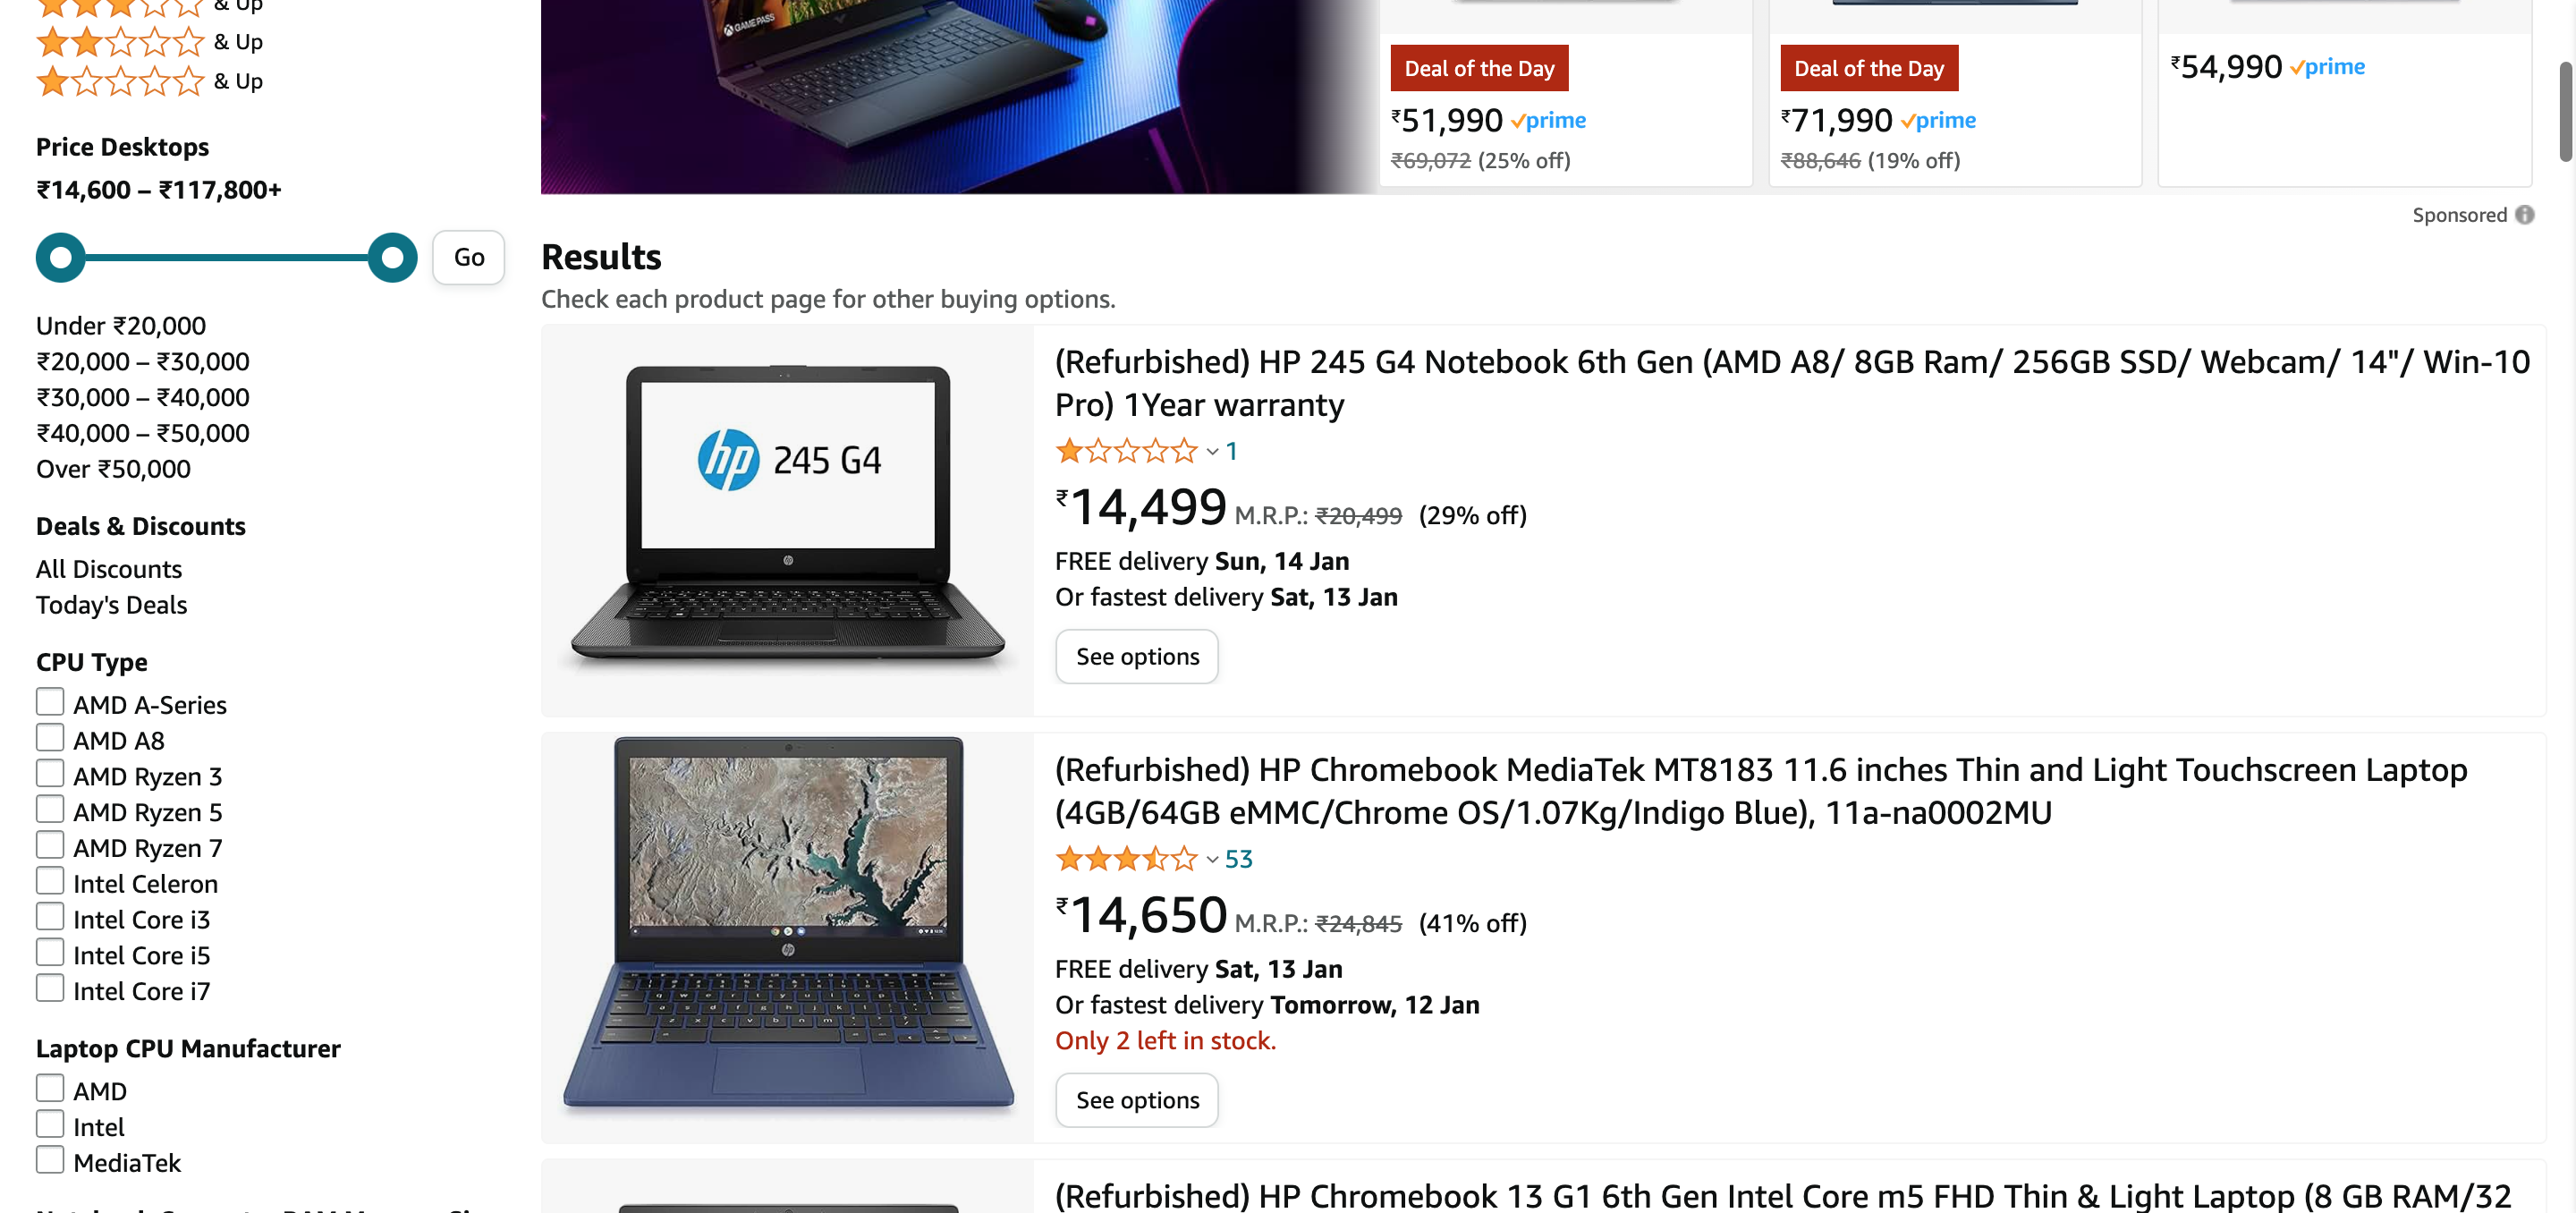 & Up
& Up
& Up
Price Desktops
₹14,600 – ₹117,800+
Go
Under ₹20,000
₹20,000 – ₹30,000
₹30,000 – ₹40,000
₹40,000 – ₹50,000
Over ₹50,000
Deals & Discounts
All Discounts
Today's Deals
CPU Type
AMD A-Series
AMD A8
AMD Ryzen 3
AMD Ryzen 5
AMD Ryzen 7
Intel Celeron
Intel Core i3
Intel Core i5
Intel Core i7
Laptop CPU Manufacturer
AMD
Intel
MediaTek
GAME PASS
Deal of the Day
₹51,990 prime
₹69,072 (25% off)
Deal of the Day
₹71,990 prime
₹88,646 (19% off)
₹54,990 prime
Sponsored
Results
Check each product page for other buying options.
hp 245 G4
(Refurbished) HP 245 G4 Notebook 6th Gen (AMD A8/ 8GB Ram/ 256GB SSD/ Webcam/ 14"/ Win-10
Pro) 1Year warranty
1
₹14,499 M.R.P.: ₹20,499 (29% off)
FREE delivery Sun, 14 Jan
Or fastest delivery Sat, 13 Jan
See options
(Refurbished) HP Chromebook MediaTek MT8183 11.6 inches Thin and Light Touchscreen Laptop
(4GB/64GB eMMC/Chrome OS/1.07Kg/Indigo Blue), 11a-na0002MU
53
₹14,650 M.R.P.: ₹24,845 (41% off)
FREE delivery Sat, 13 Jan
Or fastest delivery Tomorrow, 12 Jan
Only 2 left in stock.
See options
(Refurbished) HP Chromebook 13 G1 6th Gen Intel Core m5 FHD Thin & Light Laptop (8 GB RAM/32